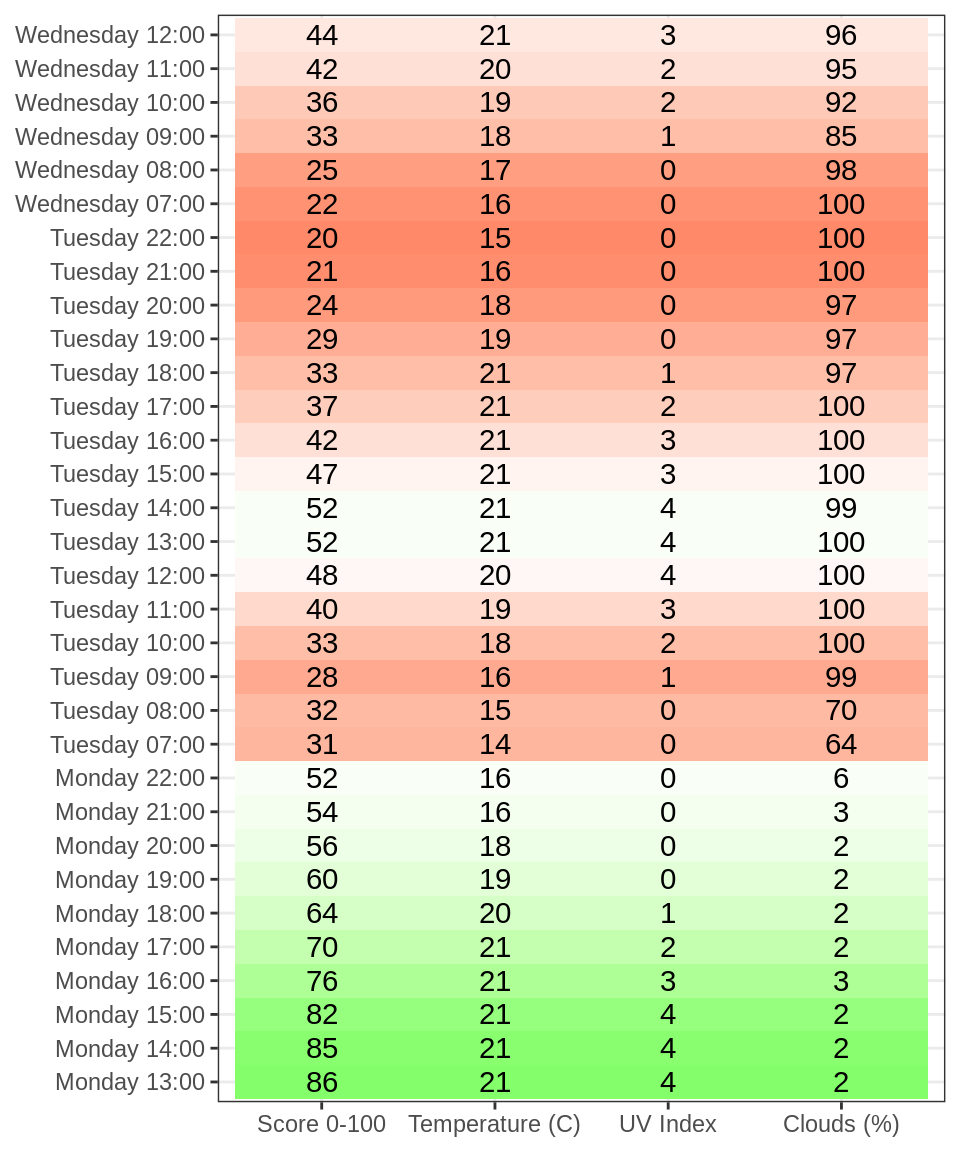 Wednesday 12:00 44 21 3 96
Wednesday 11:00 42 20 2 95
Wednesday 10:00 36 19 2 92
Wednesday 09:00 33 18 1 85
Wednesday 08:00 25 17 0 98
Wednesday 07:00 22 16 0 100
Tuesday 22:00 20 15 0 100
Tuesday 21:00 21 16 0 100
Tuesday 20:00 24 18 0 97
Tuesday 19:00 29 19 0 97
Tuesday 18:00 33 21 1 97
Tuesday 17:00 37 21 2 100
Tuesday 16:00 42 21 3 100
Tuesday 15:00 47 21 3 100
Tuesday 14:00 52 21 4 99
Tuesday 13:00 52 21 4 100
Tuesday 12:00 48 20 4 100
Tuesday 11:00 40 19 3 100
Tuesday 10:00 33 18 2 100
Tuesday 09:00 28 16 1 99
Tuesday 08:00 32 15 0 70
Tuesday 07:00 31 14 0 64
Monday 22:00 52 16 0 6
Monday 21:00 54 16 0 3
Monday 20:00 56 18 0 2
Monday 19:00 60 19 0 2
Monday 18:00 64 20 1 2
Monday 17:00 70 21 2 2
Monday 16:00 76 21 3 3
Monday 15:00 82 21 4 2
Monday 14:00 85 21 4 2
Monday 13:00 86 21 4 2
Score 0-100 Temperature (C) UV Index Clouds (%)